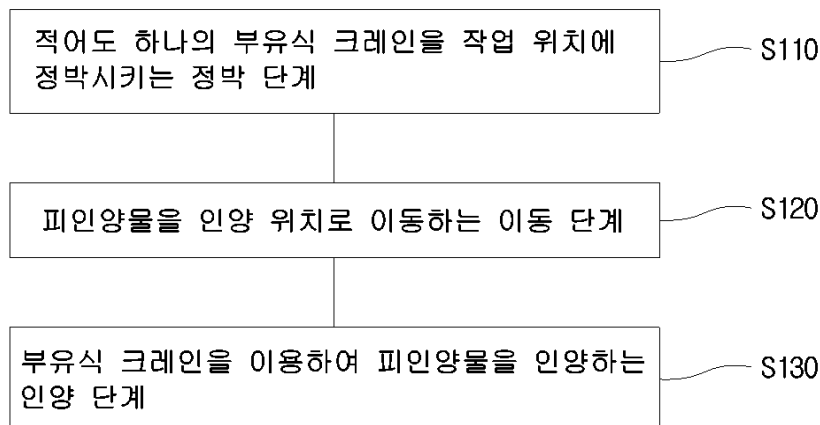 적어도 하나의 부유식 크레인을 작업 위치에
정박시키는 정박 단계
S110
피인양물을 인양 위치로 이동하는 이동 단계
S120
부유식 크레인을 이용하여 피인양물을 인양하는
인양 단계
S130